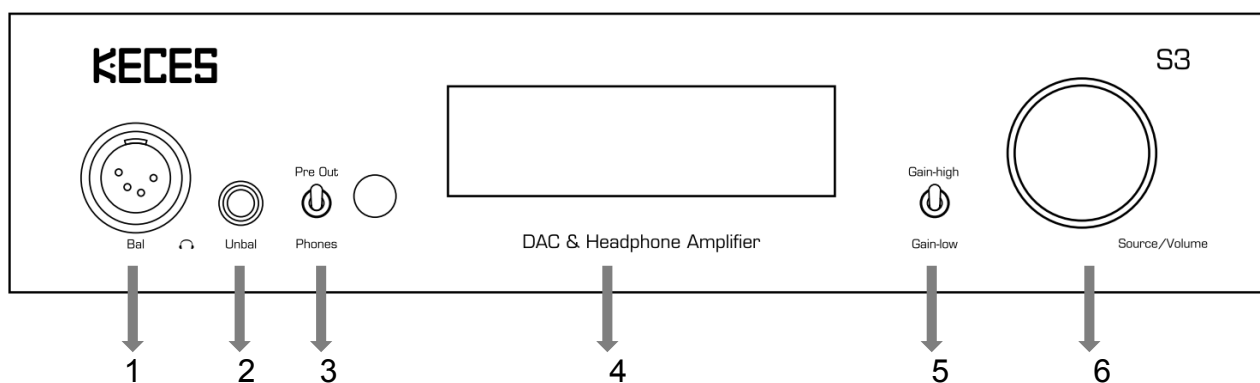 KECES
S3
Pre Out
Gain-high
Bal
Unbal
Phones
DAC & Headphone Amplifier
Gain-low
Source/Volume
1
2
3
4
5
6